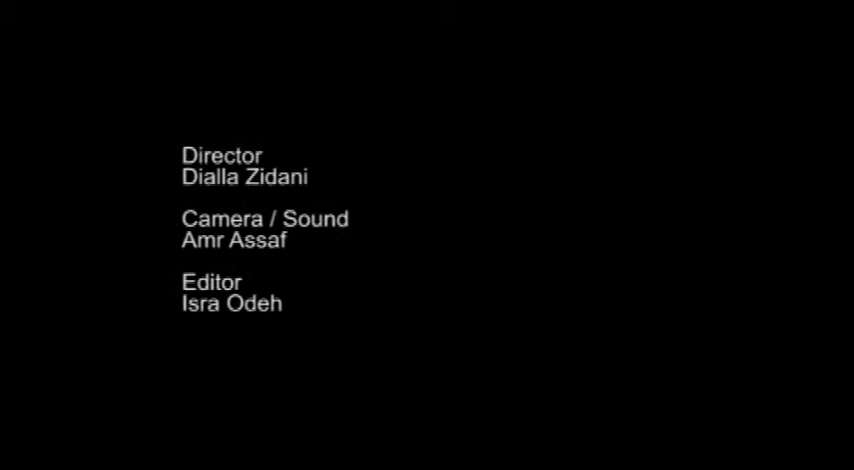 Director
Dialla Zidani
Camera / Sound
Amr Assaf
Editor
Isra Odeh